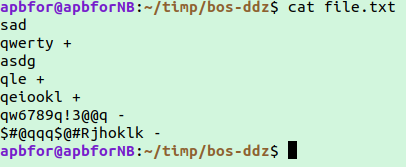 apbfor@apbforNB:~/timp/bos-ddz$ cat file.txt
sad
qwerty +
asdg
qle +
qeiookl +
qw6789q!3@@q -
$#@qqq$@#Rjhoklk -
apbfor@apbforNB:~/timp/bos-ddz$